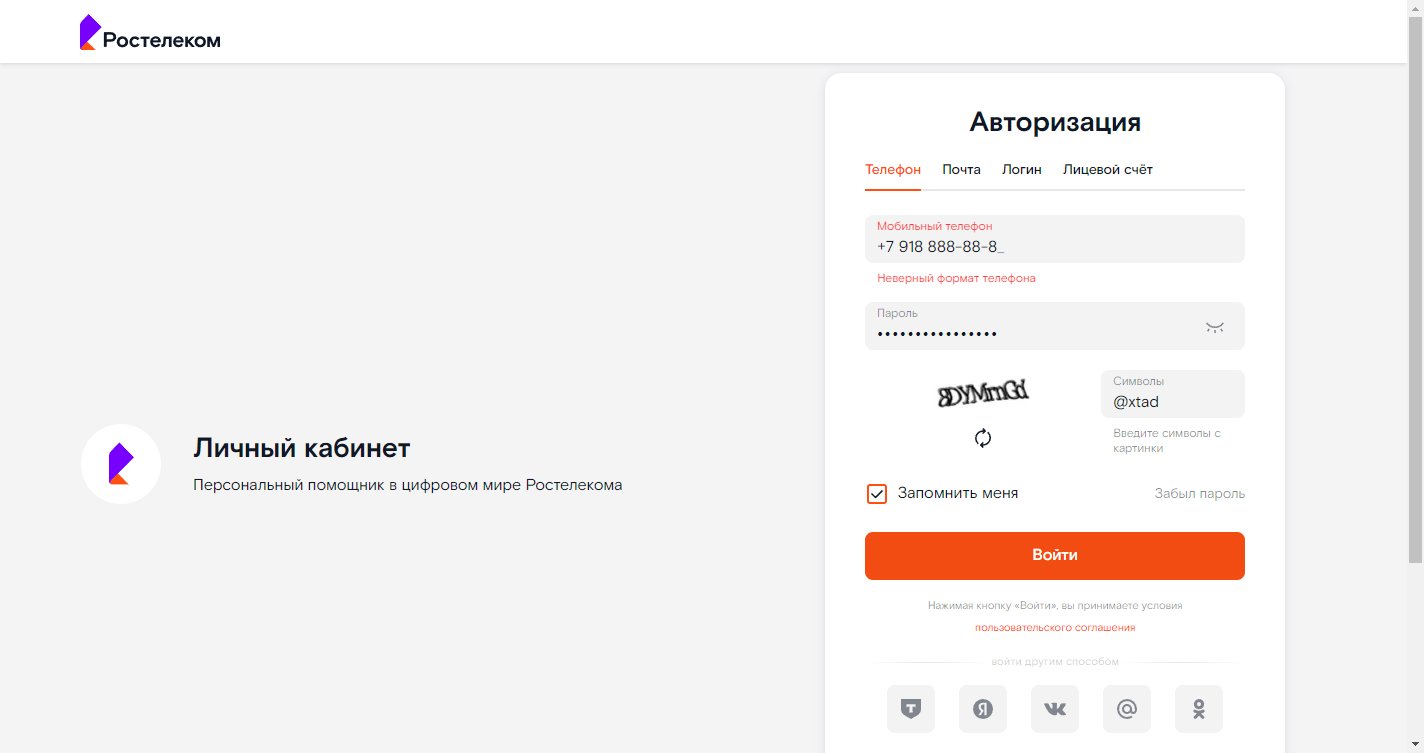 Ростелеком
Авторизация
Телефон Почта Логин Лицевой счёт
Мобильный телефон
+7 918 888-88-8_
Неверный формат телефона
Пароль
••••••••••••••••
Символы
@xtad
Введите символы с
картинки
Личный кабинет
Персональный помощник в цифровом мире Ростелекома
Запомнить меня
Забыл пароль
Войти
Нажимая кнопку «Войти», вы принимаете условия
пользовательского соглашения
войти другим способом